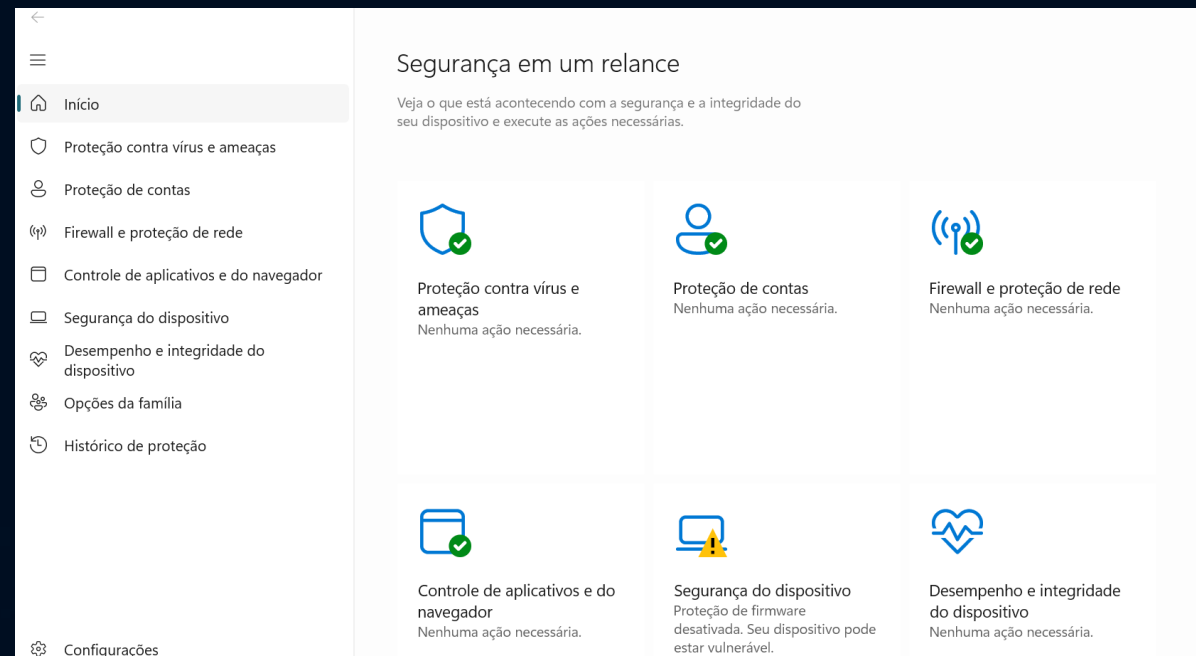 Início
Proteção contra vírus e ameaças
Proteção de contas
Firewall e proteção de rede
Controle de aplicativos e do navegador
Segurança do dispositivo
Desempenho e integridade do
dispositivo
Opções da família
Histórico de proteção
Configurações
Segurança em um relance
Veja o que está acontecendo com a segurança e a integridade do
seu dispositivo e execute as ações necessárias.
Proteção contra vírus e
ameaças
Nenhuma ação necessária.
Proteção de contas
Nenhuma ação necessária.
Firewall e proteção de rede
Nenhuma ação necessária.
Controle de aplicativos e do
navegador
Nenhuma ação necessária.
Segurança do dispositivo
Proteção de firmware
desativada. Seu dispositivo pode
estar vulnerável.
Desempenho e integridade
do dispositivo
Nenhuma ação necessária.